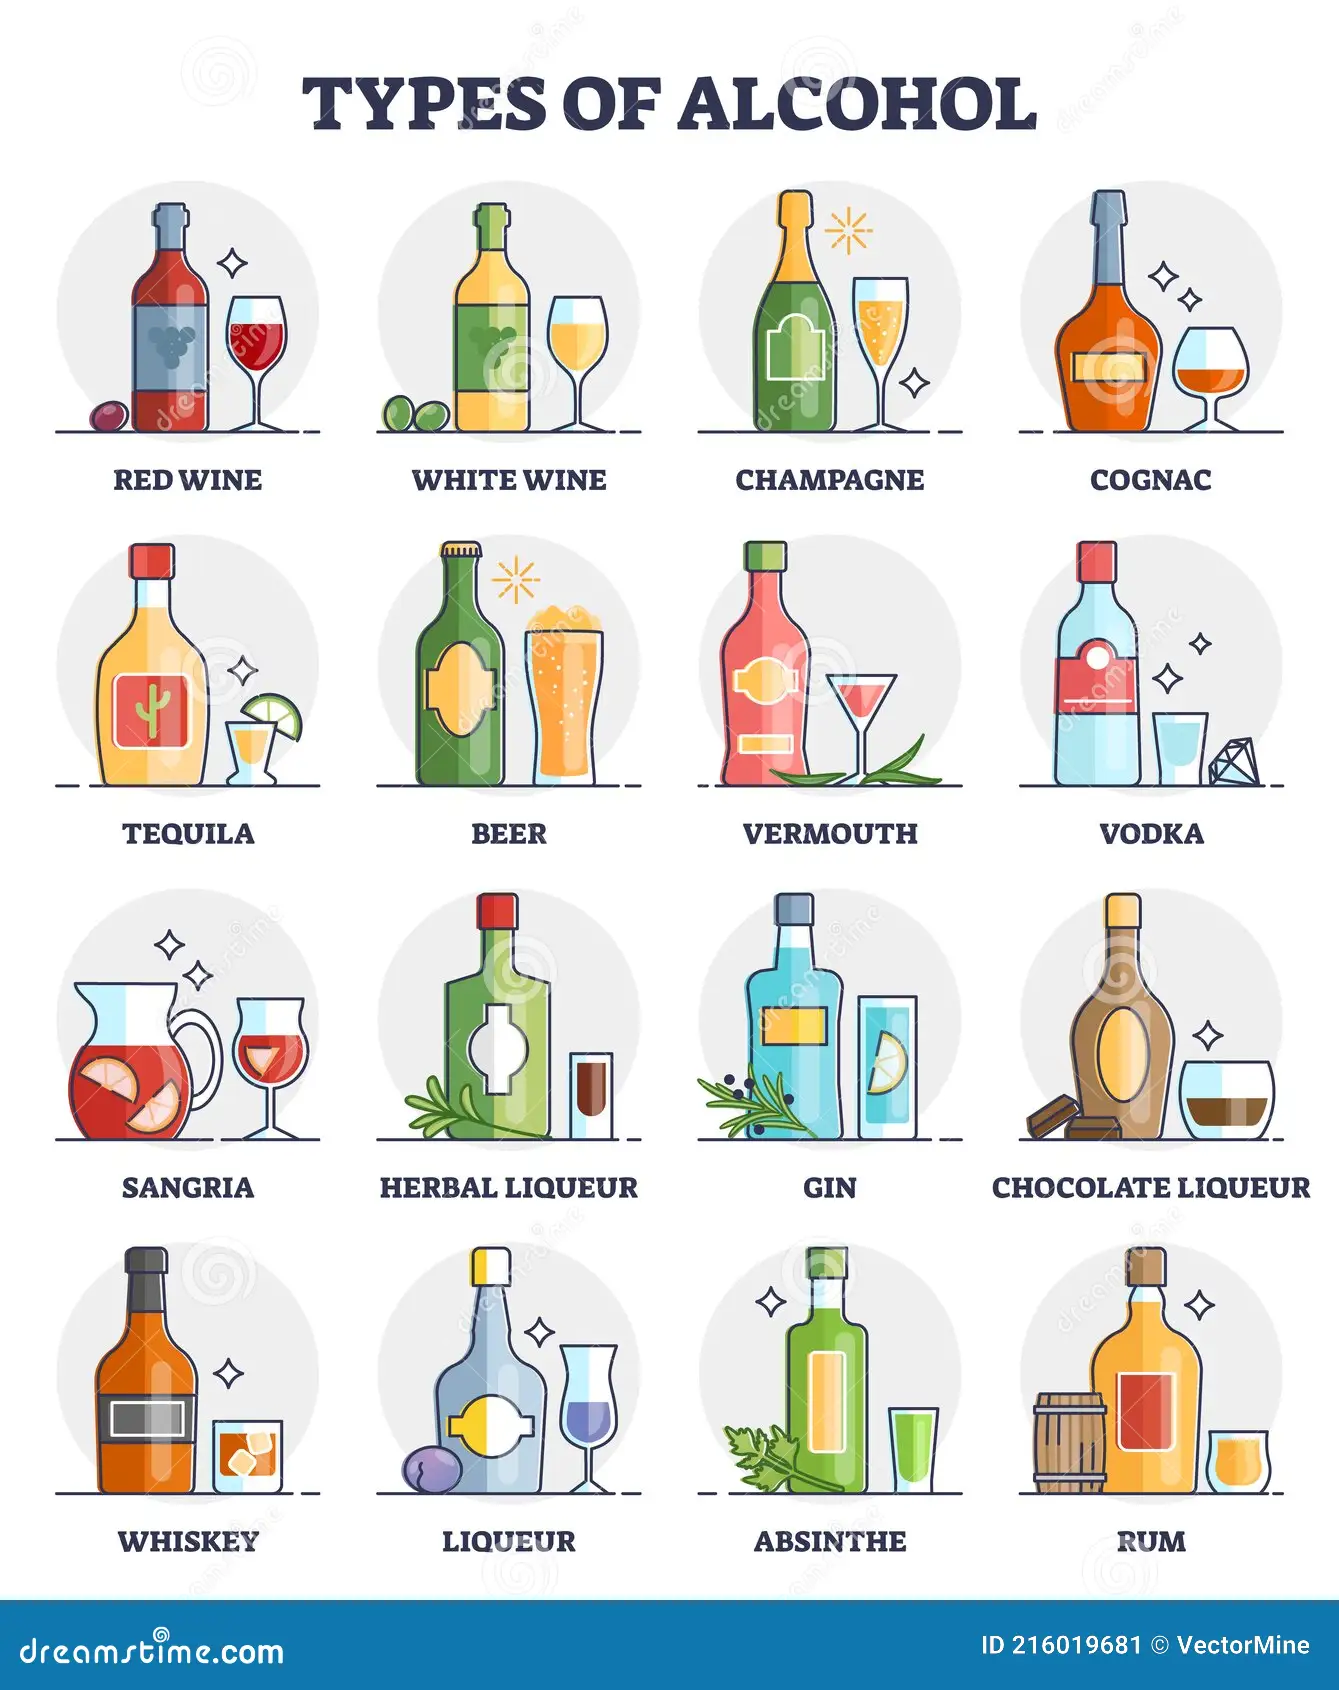 TYPES OF ALCOHOL
RED WINE
WHITE WINE
CHAMPAGNE
COGNAC
TEQUILA
BEER
VERMOUTH
VODKA
SANGRIA
HERBAL LIQUEUR
GIN
CHOCOLATE LIQUEUR
WHISKEY
LIQUEUR
ABSINTHE
RUM
dreamstime.com
ID 216019681 © VectorMine